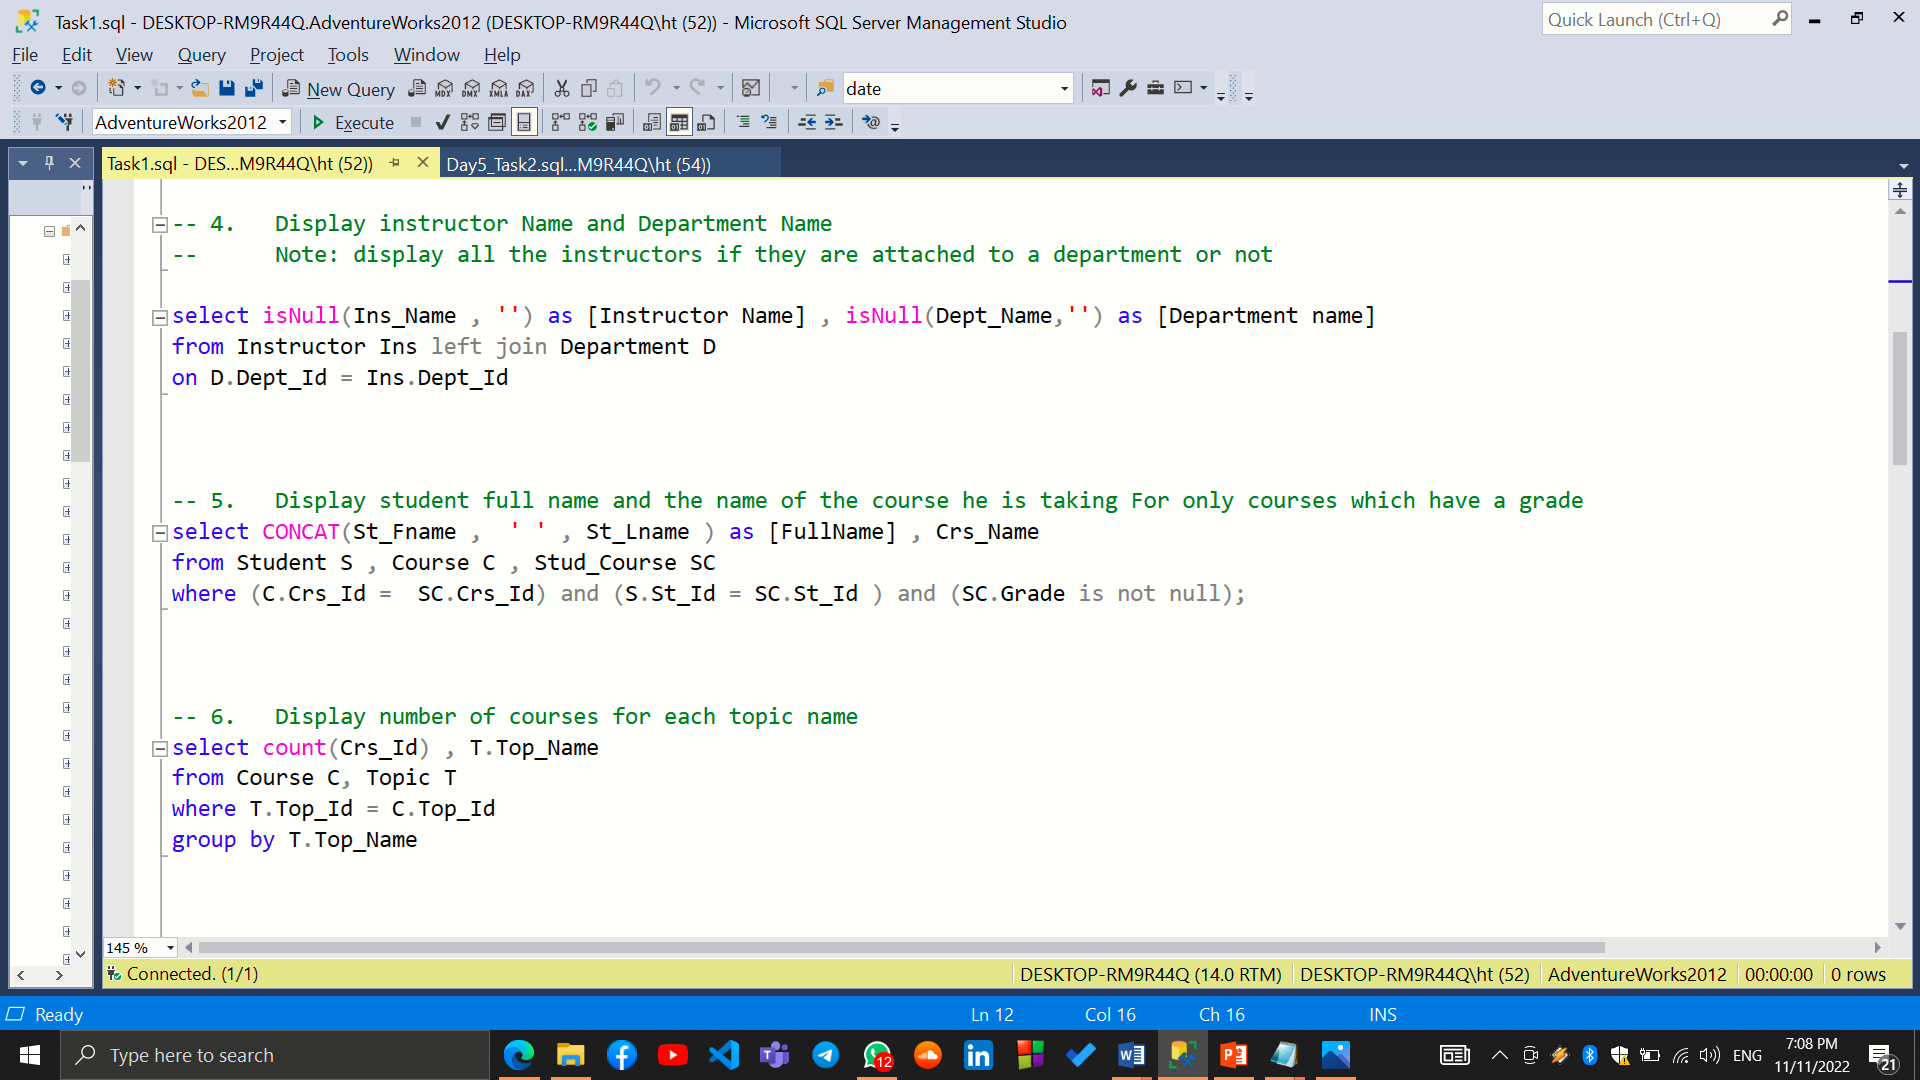 Task1.sql - DESKTOP-RM9R44Q.AdventureWorks2012 (DESKTOP-RM9R44Q\ht (52)) - Microsoft SQL Server Management Studio
Quick Launch (Ctrl+Q)
File Edit View Query Project Tools Window Help
New Query MDX DMX XMLA DAX date
AdventureWorks2012 Execute
Task1.sql - DES...M9R44Q\ht (52)) Day5_Task2.sql...M9R44Q\ht (54))
-- 4.   Display instructor Name and Department Name
--      Note: display all the instructors if they are attached to a department or not
select isNull(Ins_Name , '') as [Instructor Name] , isNull(Dept_Name,'') as [Department name]
from Instructor Ins left join Department D
on D.Dept_Id = Ins.Dept_Id
-- 5.   Display student full name and the name of the course he is taking For only courses which have a grade
select CONCAT(St_Fname ,  ' ' , St_Lname ) as [FullName] , Crs_Name
from Student S , Course C , Stud_Course SC
where (C.Crs_Id =  SC.Crs_Id) and (S.St_Id = SC.St_Id ) and (SC.Grade is not null);
-- 6.   Display number of courses for each topic name
select count(Crs_Id) , T.Top_Name
from Course C, Topic T
where T.Top_Id = C.Top_Id
group by T.Top_Name
145 %
Connected. (1/1) DESKTOP-RM9R44Q (14.0 RTM) DESKTOP-RM9R44Q\ht (52) AdventureWorks2012 00:00:00 0 rows
Ready Ln 12 Col 16 Ch 16 INS
Type here to search 12 ENG 7:08 PM
11/11/2022 21